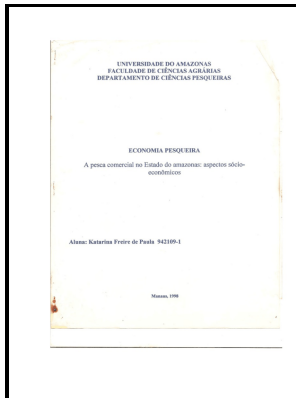 UNIVERSIDADE DO AMAZONAS
FACULDADE DE CIÊNCIAS AGRÁRIAS
DEPARTAMENTO DE CIÊNCIAS PESQUEIRAS
ECONOMIA PESQUEIRA
A pesca comercial no Estado do amazonas: aspectos sócio-
econômicos
Aluna: Katarina Freire de Paula 942109-1
Manaus, 1998